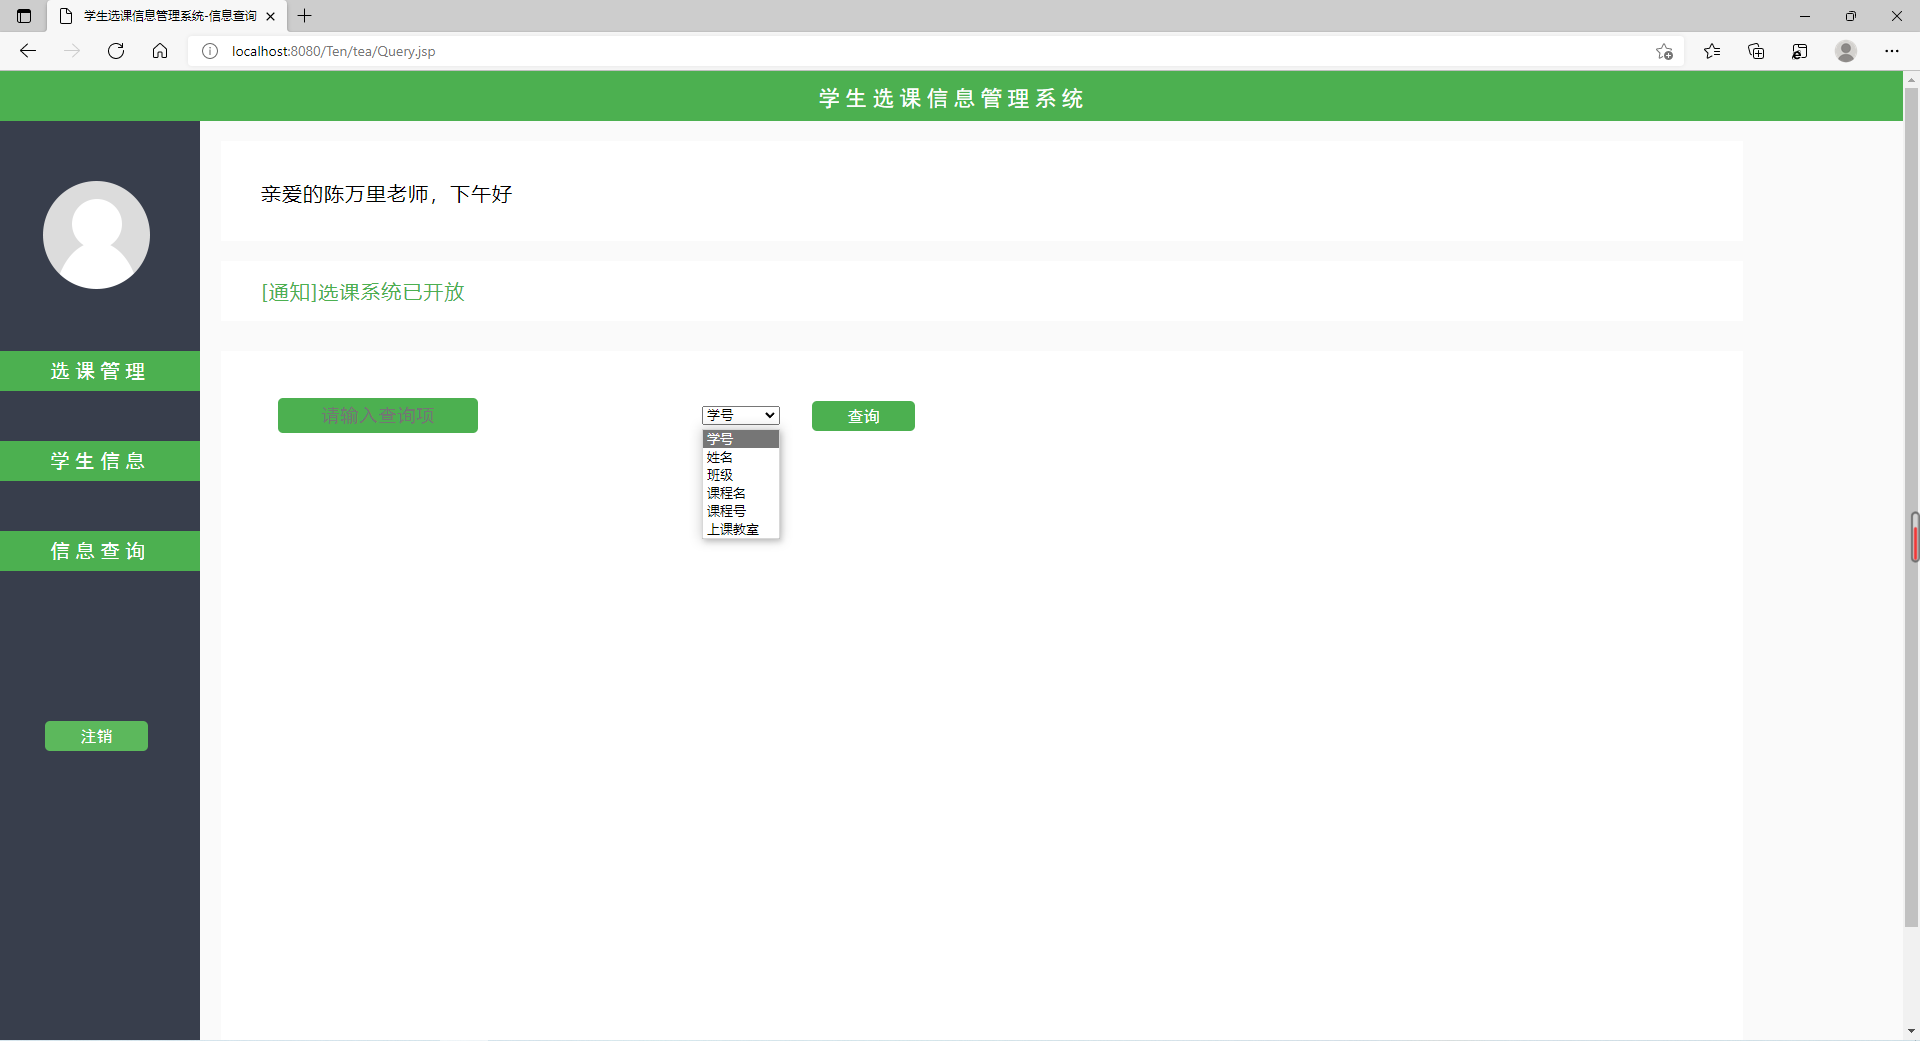 学生选课信息管理系统-信息查询
localhost:8080/Ten/tea/Query.jsp
学生选课信息管理系统
亲爱的陈万里老师，下午好
[通知]选课系统已开放
选课管理
学生信息
信息查询
注销
请输入查询项
学号
查询
学号
姓名
班级
课程名
课程号
上课教室